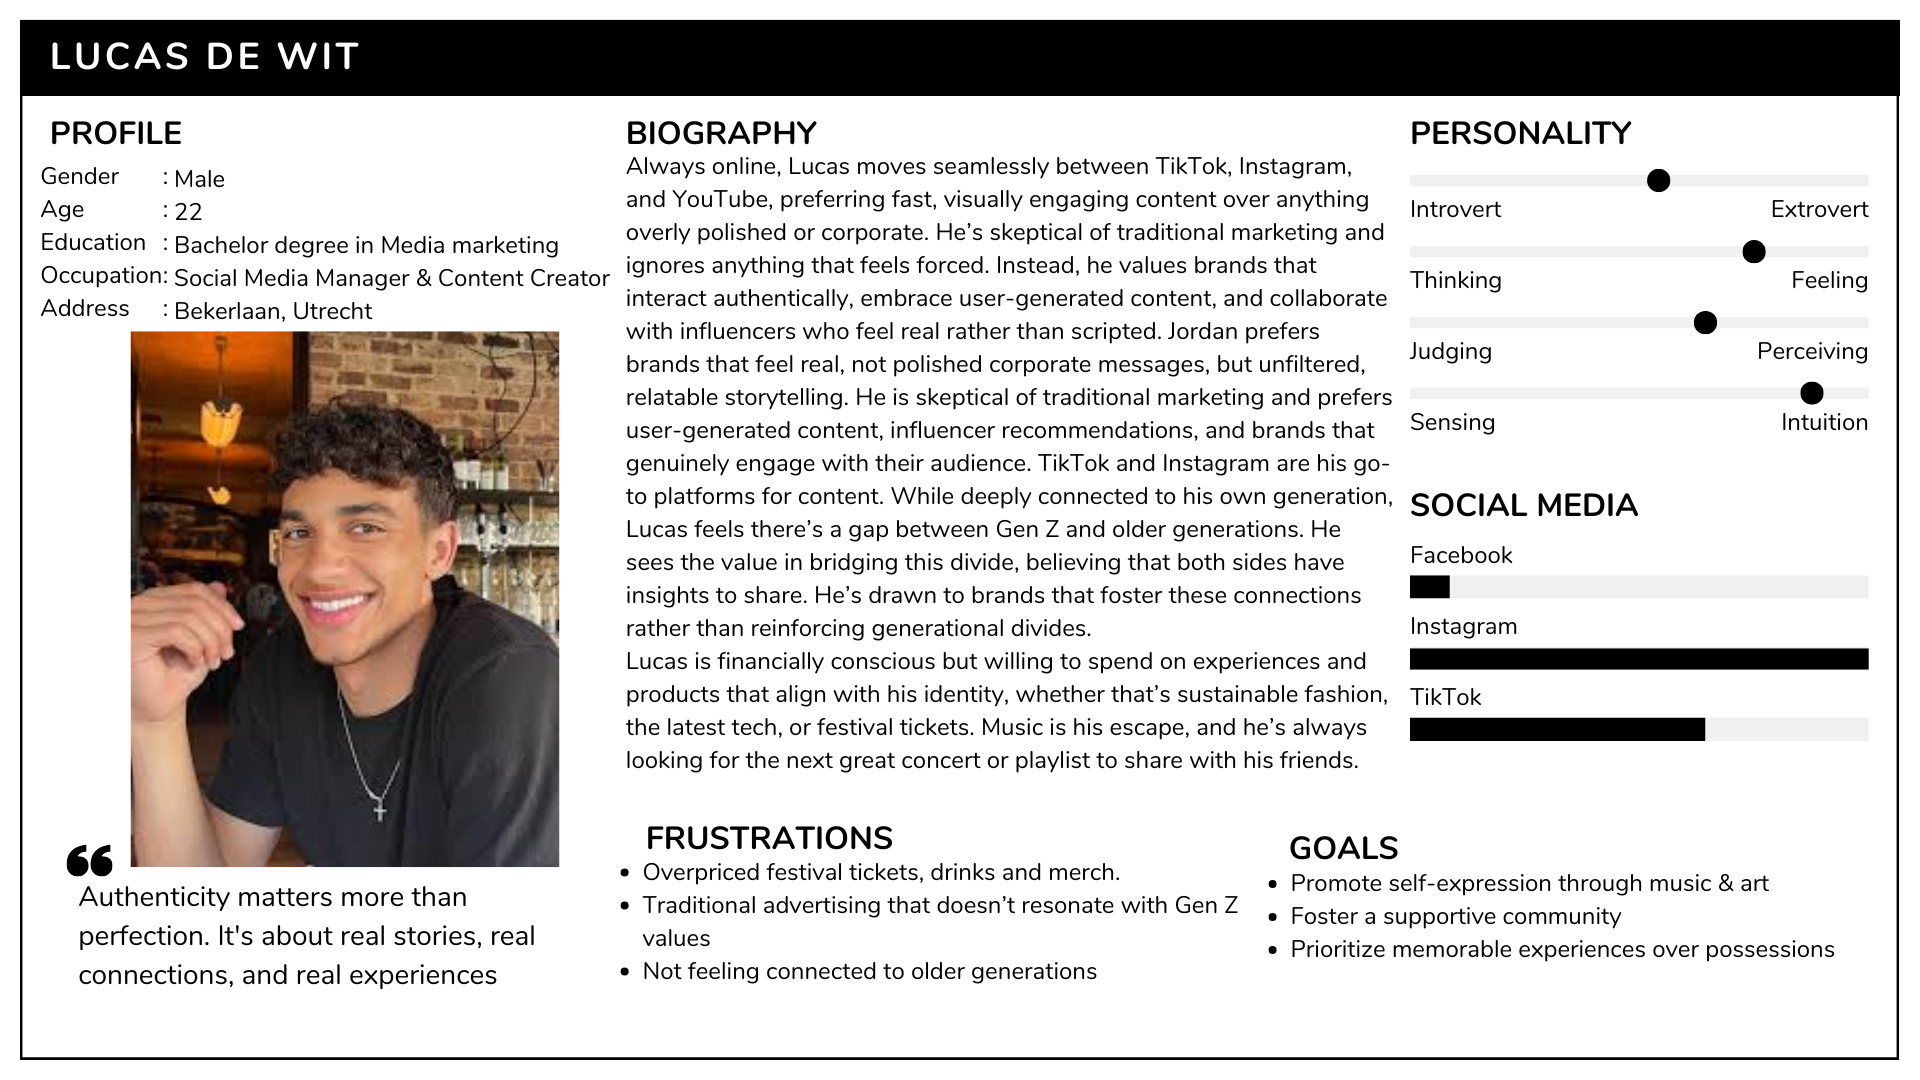 LUCAS DE WIT
PROFILE
Gender : Male
Age : 22
Education : Bachelor degree in Media marketing
Occupation: Social Media Manager & Content Creator
Address : Bekerlaan, Utrecht
“
Authenticity matters more than
perfection. It's about real stories, real
connections, and real experiences
BIOGRAPHY
Always online, Lucas moves seamlessly between TikTok, Instagram,
and YouTube, preferring fast, visually engaging content over anything
overly polished or corporate. He’s skeptical of traditional marketing and
ignores anything that feels forced. Instead, he values brands that
interact authentically, embrace user-generated content, and collaborate
with influencers who feel real rather than scripted. Jordan prefers
brands that feel real, not polished corporate messages, but unfiltered,
relatable storytelling. He is skeptical of traditional marketing and prefers
user-generated content, influencer recommendations, and brands that
genuinely engage with their audience. TikTok and Instagram are his go-
to platforms for content. While deeply connected to his own generation,
Lucas feels there’s a gap between Gen Z and older generations. He
sees the value in bridging this divide, believing that both sides have
insights to share. He’s drawn to brands that foster these connections
rather than reinforcing generational divides.
Lucas is financially conscious but willing to spend on experiences and
products that align with his identity, whether that’s sustainable fashion,
the latest tech, or festival tickets. Music is his escape, and he’s always
looking for the next great concert or playlist to share with his friends.
FRUSTRATIONS
• Overpriced festival tickets, drinks and merch.
• Traditional advertising that doesn’t resonate with Gen Z
values
• Not feeling connected to older generations
PERSONALITY
Introvert Extrovert
Thinking Feeling
Judging Perceiving
Sensing Intuition
SOCIAL MEDIA
Facebook
Instagram
TikTok
GOALS
• Promote self-expression through music & art
• Foster a supportive community
• Prioritize memorable experiences over possessions